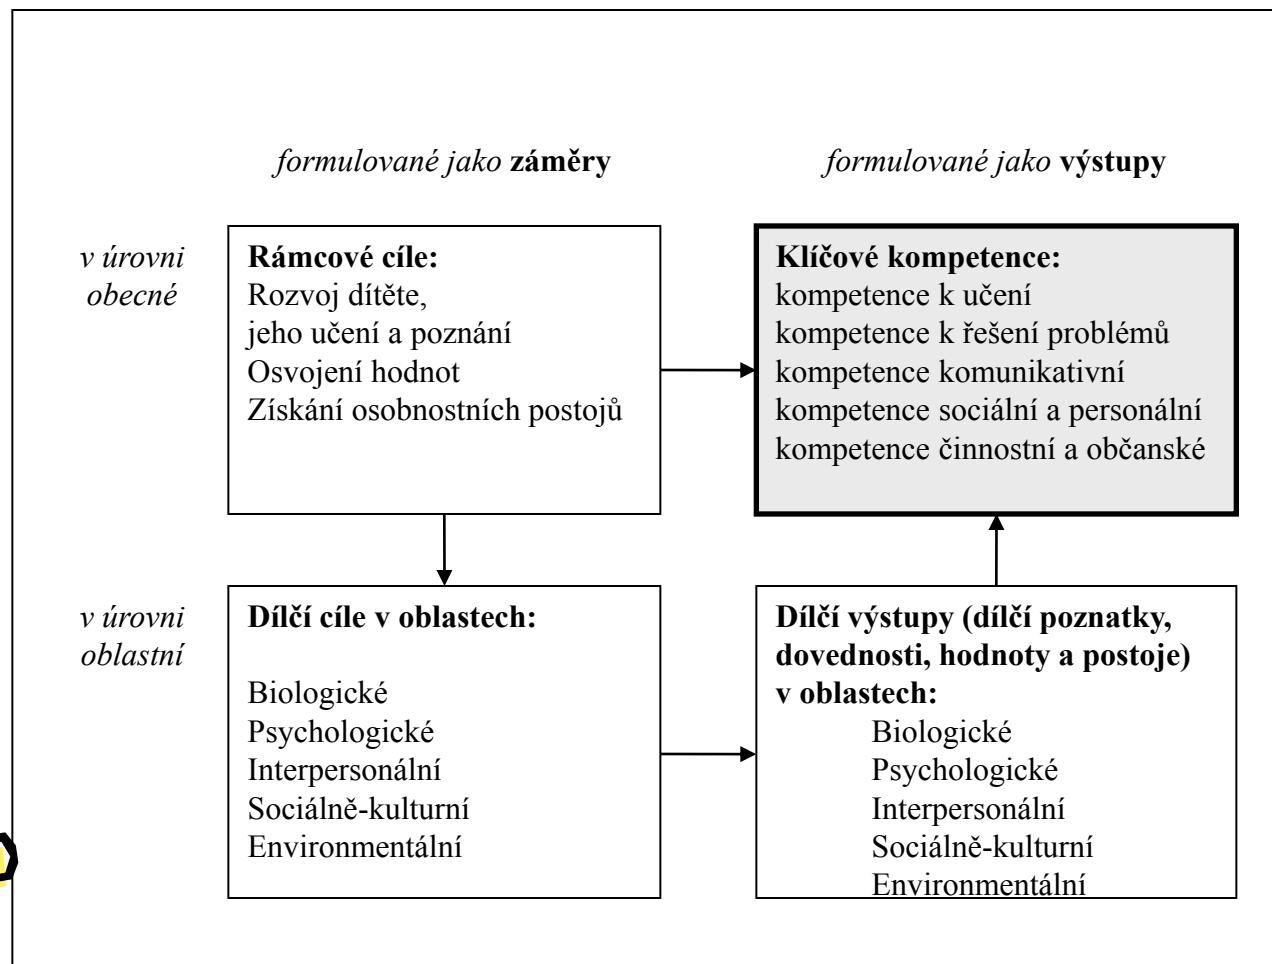 formulované jako záměry
formulované jako výstupy
v úrovni
obecné
Rámcové cíle:
Rozvoj dítěte,
jeho učení a poznání
Osvojení hodnot
Získání osobnostních postojů
Klíčové kompetence:
kompetence k učení
kompetence k řešení problémů
kompetence komunikativní
kompetence sociální a personální
kompetence činnostní a občanské
v úrovni
oblastní
Dílčí cíle v oblastech:
Biologické
Psychologické
Interpersonální
Sociálně-kulturní
Environmentální
Dílčí výstupy (dílčí poznatky,
dovednosti, hodnoty a postoje)
v oblastech:
Biologické
Psychologické
Interpersonální
Sociálně-kulturní
Environmentální